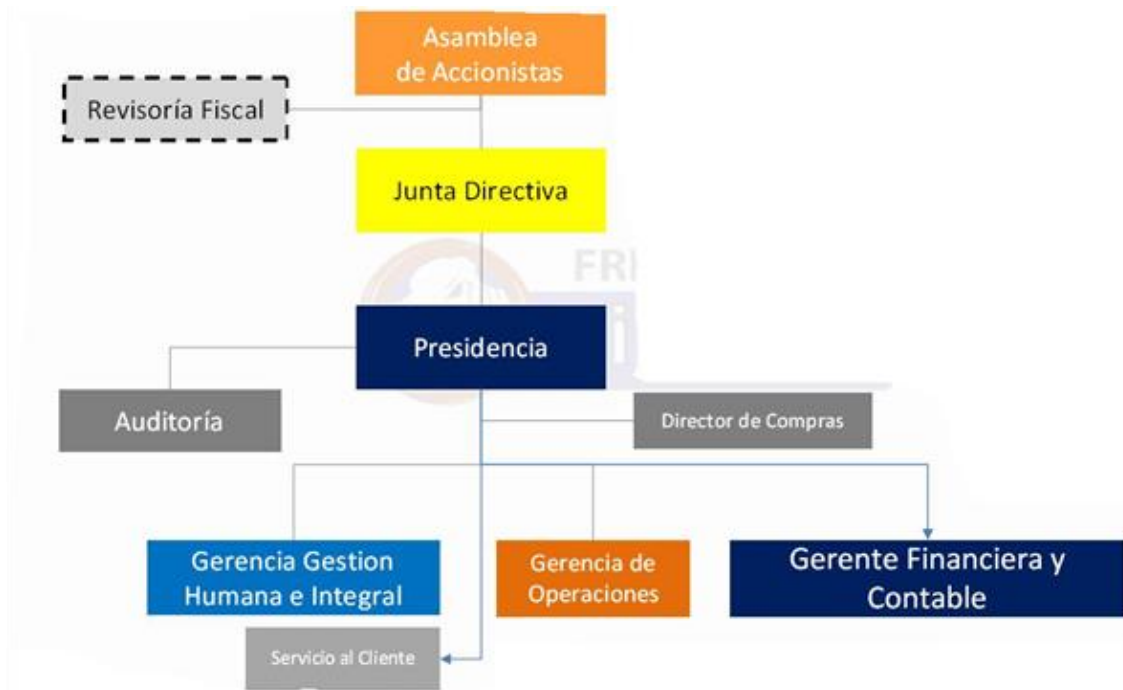 Asamblea
de Accionistas
Revisoría Fiscal
Junta Directiva
FRI
Presidencia
Auditoría
Director de Compras
Gerencia Gestion
Humana e Integral
Gerencia de
Operaciones
Gerente Financiera y
Contable
Servicio al Cliente